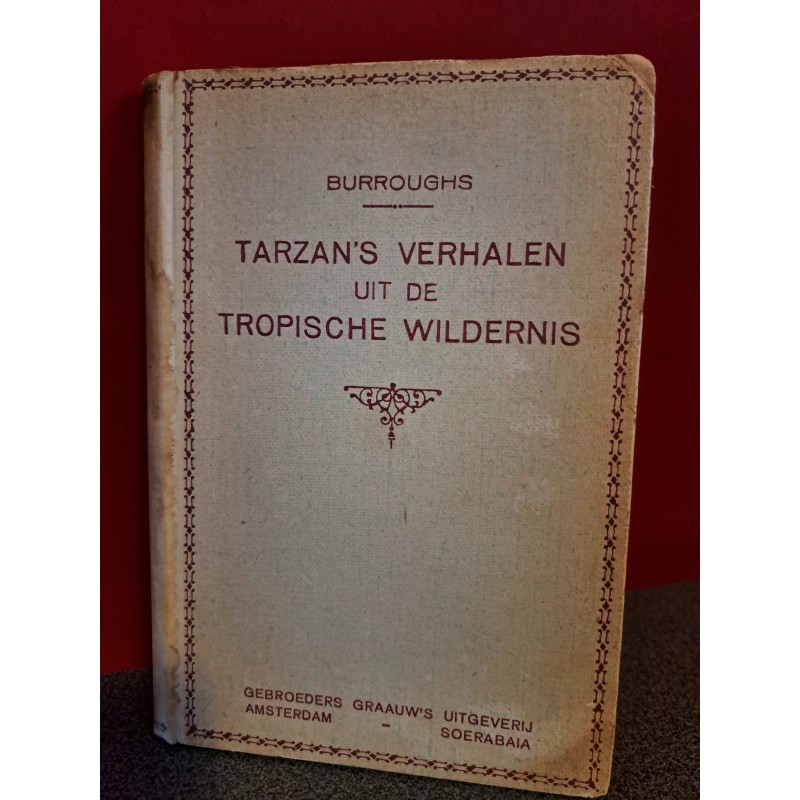 BURROUGHS
TARZAN'S VERHALEN
UIT DE
TROPISCHE WILDERNIS
GEBROEDERS GRAAUW'S UITGEVERIJ
AMSTERDAM – SOERABAIA